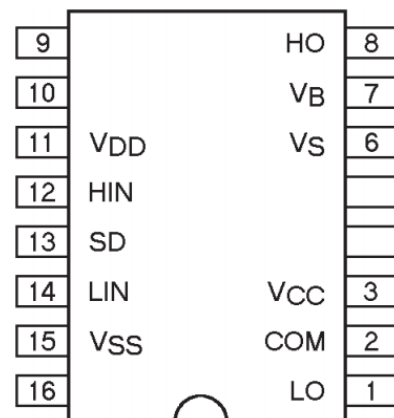 9 HO 8
10 VB 7
11 VDD VS 6
12 HIN
13 SD
14 LIN VCC 3
15 VSS COM 2
16 LO 1